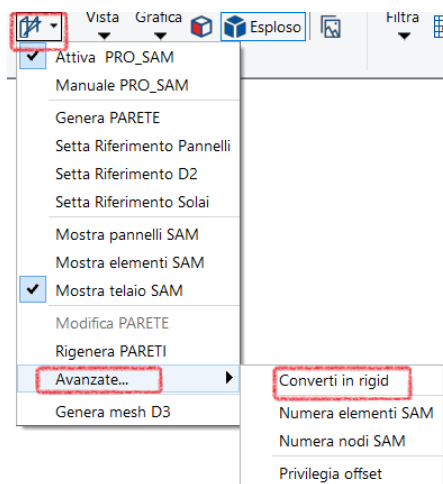 Vista Grafica Esploso Filtra
Attiva PRO_SAM
Manuale PRO_SAM
Genera PARETE
Setta Riferimento Pannelli
Setta Riferimento D2
Setta Riferimento Solai
Mostra pannelli SAM
Mostra elementi SAM
Mostra telaio SAM
Modifica PARETE
Rigenera PARETI
Avanzate...
Genera mesh D3
Converti in rigid
Numera elementi SAM
Numera nodi SAM
Privilegia offset